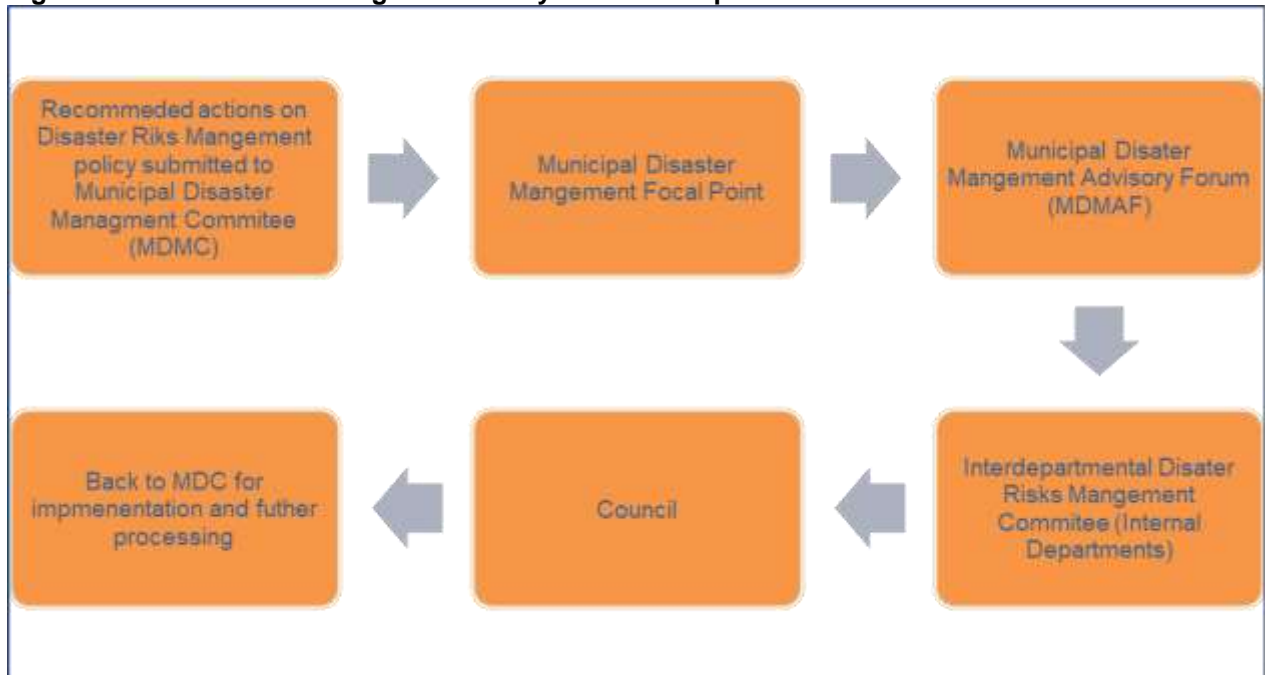 Recommeded actions on
Disaster Riks Mangement
policy submitted to
Municipal Disaster
Managment Commitee
(MDMC)
Municipal Disaster
Mangement Focal Point
Municipal Disater
Mangement Advisory Forum
(MDMAF)
Interdepartmental Disater
Risks Mangement
Commitee (Internal
Departments)
Council
Back to MDC for
impmenentation and futher
processing